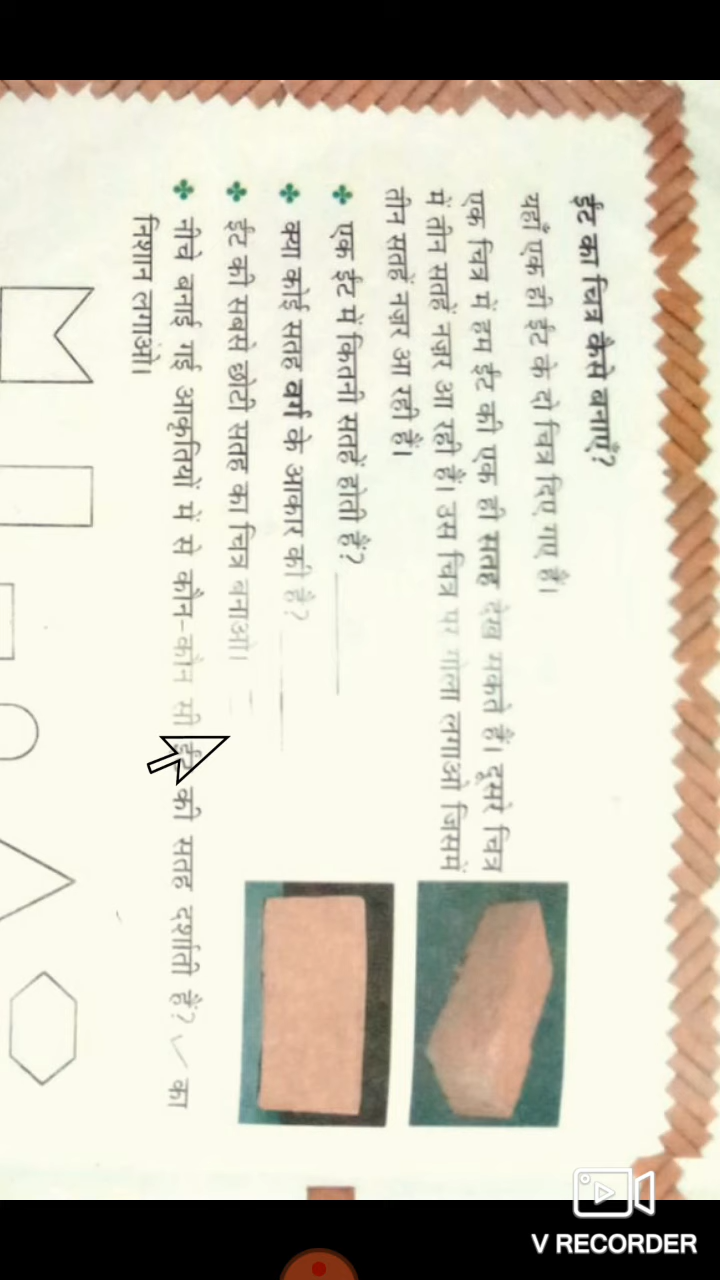 ईंट का चित्र कैसे बनाएँ?
यहाँ एक ही ईंट के दो चित्र दिए गए हैं।
एक चित्र में हम ईंट की एक ही सतह देख सकते हैं। दूसरे चित्र
में तीन सतहें नज़र आ रही हैं। उस चित्र पर गोला लगाओ जिसमें
तीन सतहें नज़र आ रही हैं।
एक ईंट में कितनी सतहें होती हैं?
क्या कोई सतह वर्ग के आकार की है?
ईंट की सबसे छोटी सतह का चित्र बनाओ।
नीचे बनाई गई आकृतियों में से कौन-कौन सी ईंट की सतह दर्शाती हैं? ✓ का
निशान लगाओ।
V RECORDER